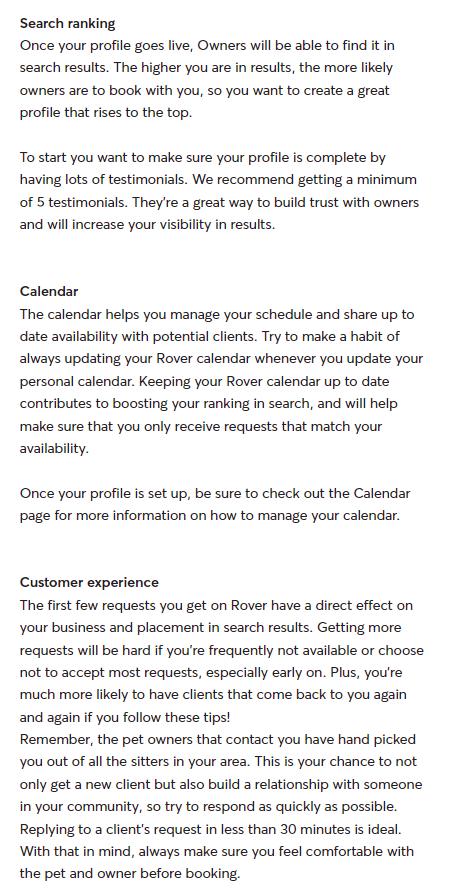 Search ranking
Once your profile goes live, Owners will be able to find it in
search results. The higher you are in results, the more likely
owners are to book with you, so you want to create a great
profile that rises to the top.
To start you want to make sure your profile is complete by
having lots of testimonials. We recommend getting a minimum
of 5 testimonials. They're a great way to build trust with owners
and will increase your visibility in results.
Calendar
The calendar helps you manage your schedule and share up to
date availability with potential clients. Try to make a habit of
always updating your Rover calendar whenever you update your
personal calendar. Keeping your Rover calendar up to date
contributes to boosting your ranking in search, and will help
make sure that you only receive requests that match your
availability.
Once your profile is set up, be sure to check out the Calendar
page for more information on how to manage your calendar.
Customer experience
The first few requests you get on Rover have a direct effect on
your business and placement in search results. Getting more
requests will be hard if you're frequently not available or choose
not to accept most requests, especially early on. Plus, you're
much more likely to have clients that come back to you again
and again if you follow these tips!
Remember, the pet owners that contact you have hand picked
you out of all the sitters in your area. This is your chance to not
only get a new client but also build a relationship with someone
in your community, so try to respond as quickly as possible.
Replying to a client's request in less than 30 minutes is ideal.
With that in mind, always make sure you feel comfortable with
the pet and owner before booking.